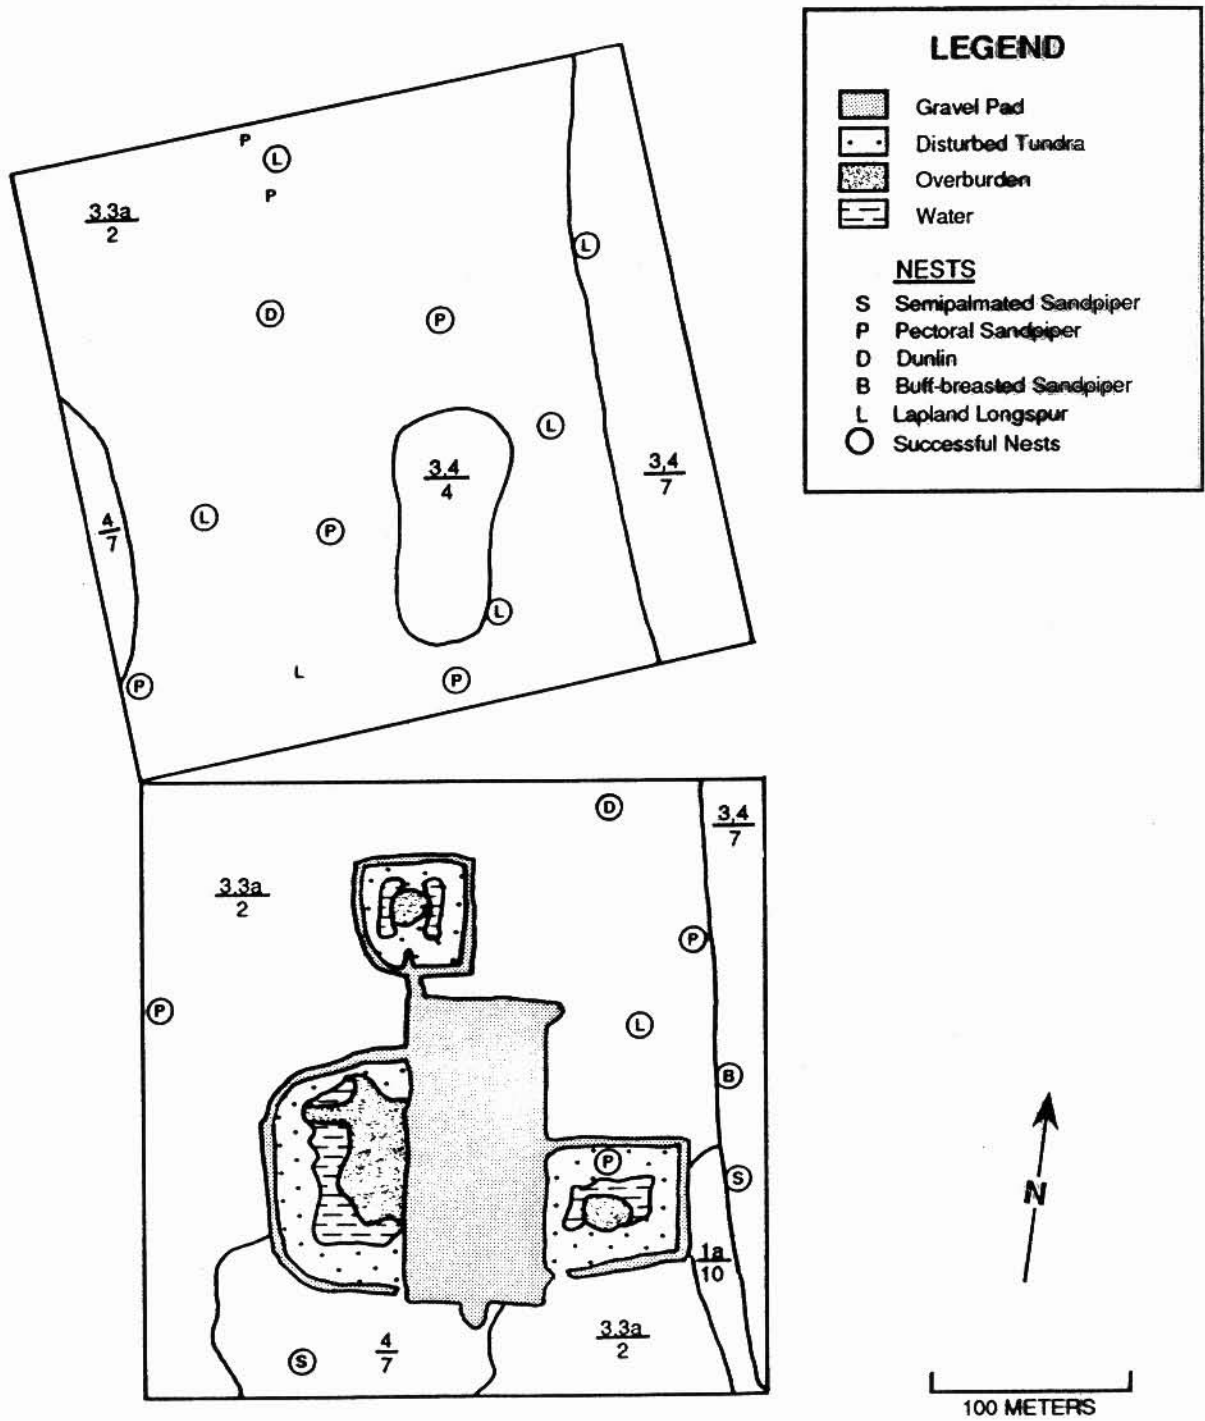 LEGEND
Gravel Pad
Disturbed Tundra
Overburden
Water
NESTS
S Semipalmated Sandpiper
P Pectoral Sandpiper
D Dunlin
B Buff-breasted Sandpiper
L Lapland Longspur
Successful Nests
P
L
P
3.3a
2
L
D
P
L
3.4
4
3,4
7
L
P
4
7
L
P
L
P
D
3,4
7
3.3a
2
P
P
L
B
P
S
1a
10
S
4
7
3.3a
2
N
100 METERS